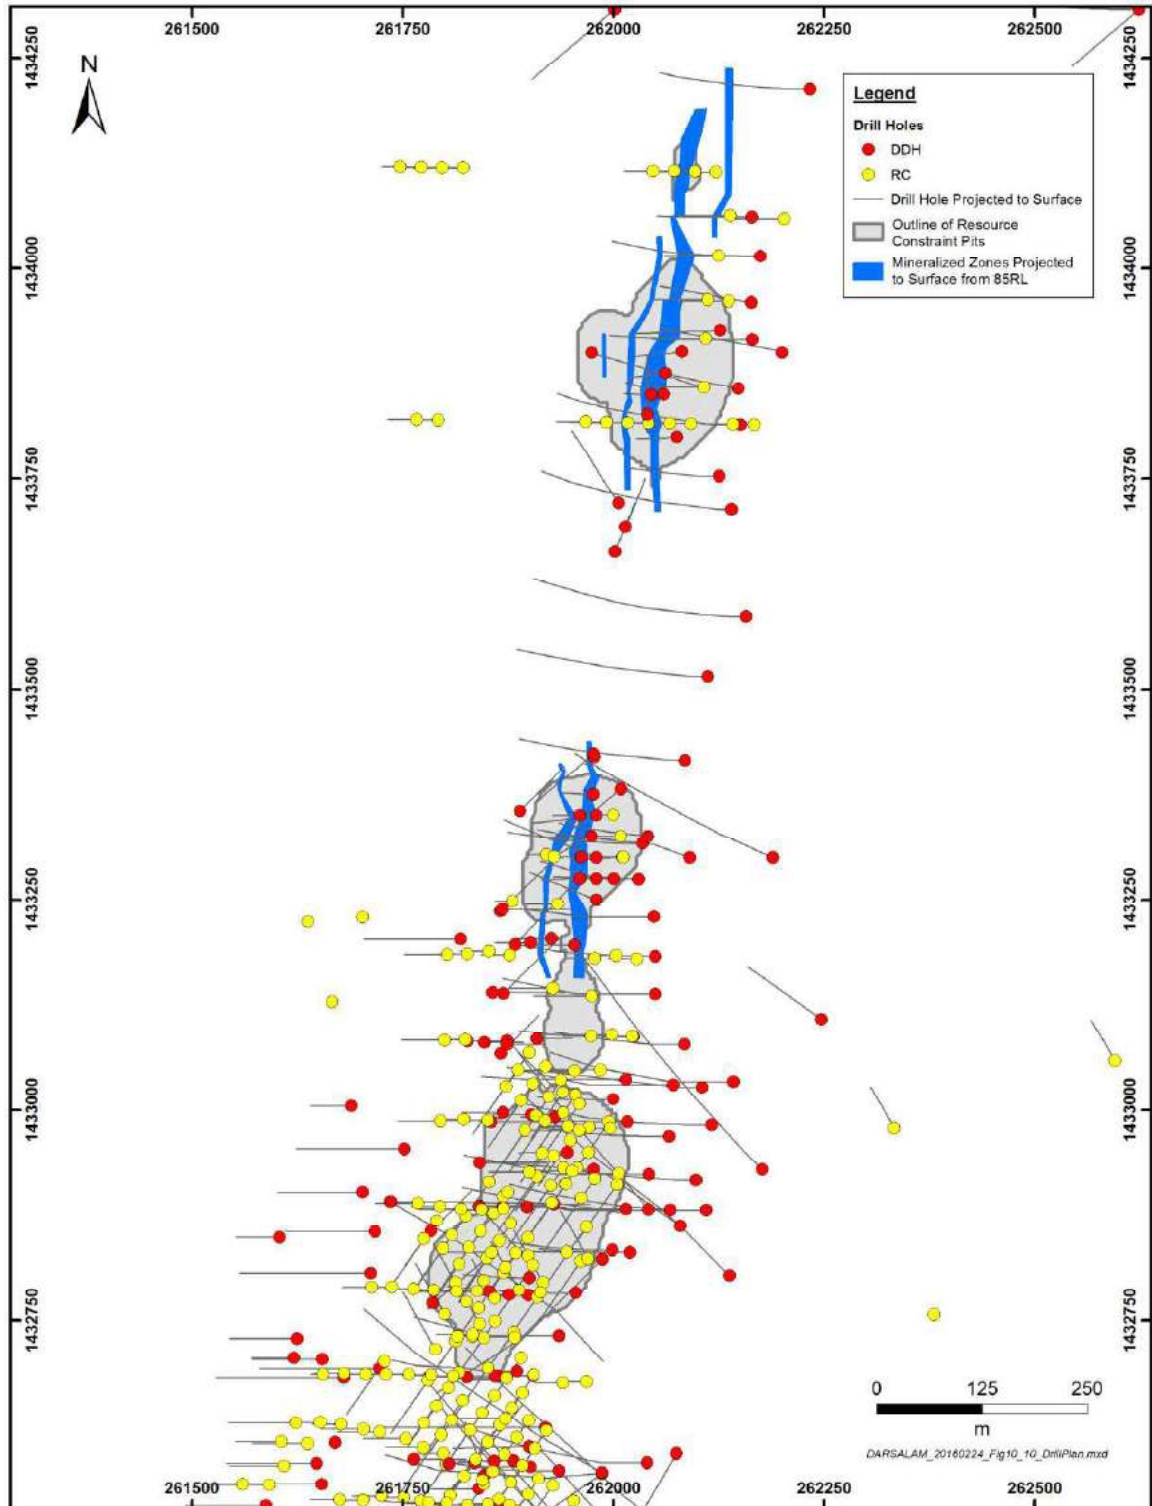 261500 261750 262000 262250 262500
1434250 1434250
N
Legend
Drill Holes
DDH
RC
Drill Hole Projected to Surface
Outline of Resource
Constraint Pits
Mineralized Zones Projected
to Surface from 85RL
1434000 1434000
1433750 1433750
1433500 1433500
1433250 1433250
1433000 1433000
1432750 1432750
0 125 250
m
DARSALAM_20160224_Fig10_10_DrillPlan.mxd
261500 261750 262000 262250 262500